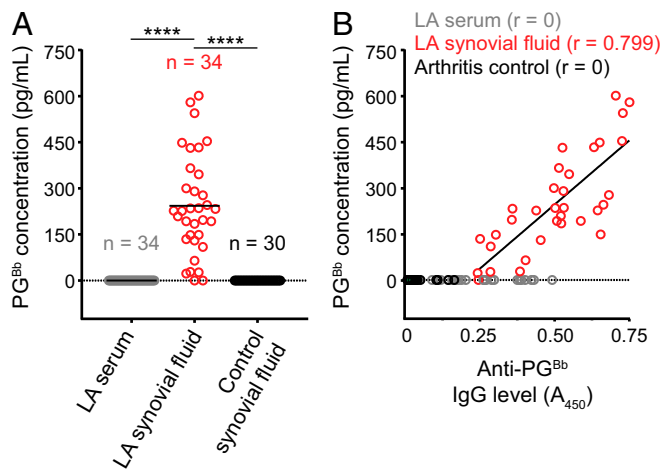 A
**** ****
n = 34
PG^Bb concentration (pg/mL)
750
600
450
300
150
0
n = 34
n = 30
LA serum
LA synovial fluid
Control
synovial fluid
B
LA serum (r = 0)
LA synovial fluid (r = 0.799)
Arthritis control (r = 0)
PG^Bb concentration (pg/mL)
750
600
450
300
150
0
0 0.25 0.50 0.75
Anti-PG^Bb
IgG level (A_450)